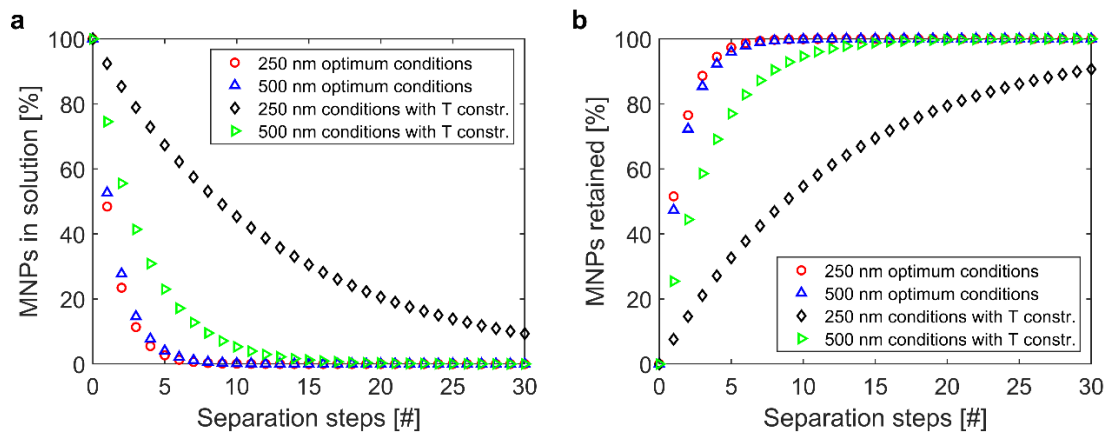 a
MNPs in solution [%]
100
80
60
40
20
0
0 5 10 15 20 25 30
Separation steps [#]
250 nm optimum conditions
500 nm optimum conditions
250 nm conditions with T constr.
500 nm conditions with T constr.
b
MNPs retained [%]
100
80
60
40
20
0
0 5 10 15 20 25 30
Separation steps [#]
250 nm optimum conditions
500 nm optimum conditions
250 nm conditions with T constr.
500 nm conditions with T constr.